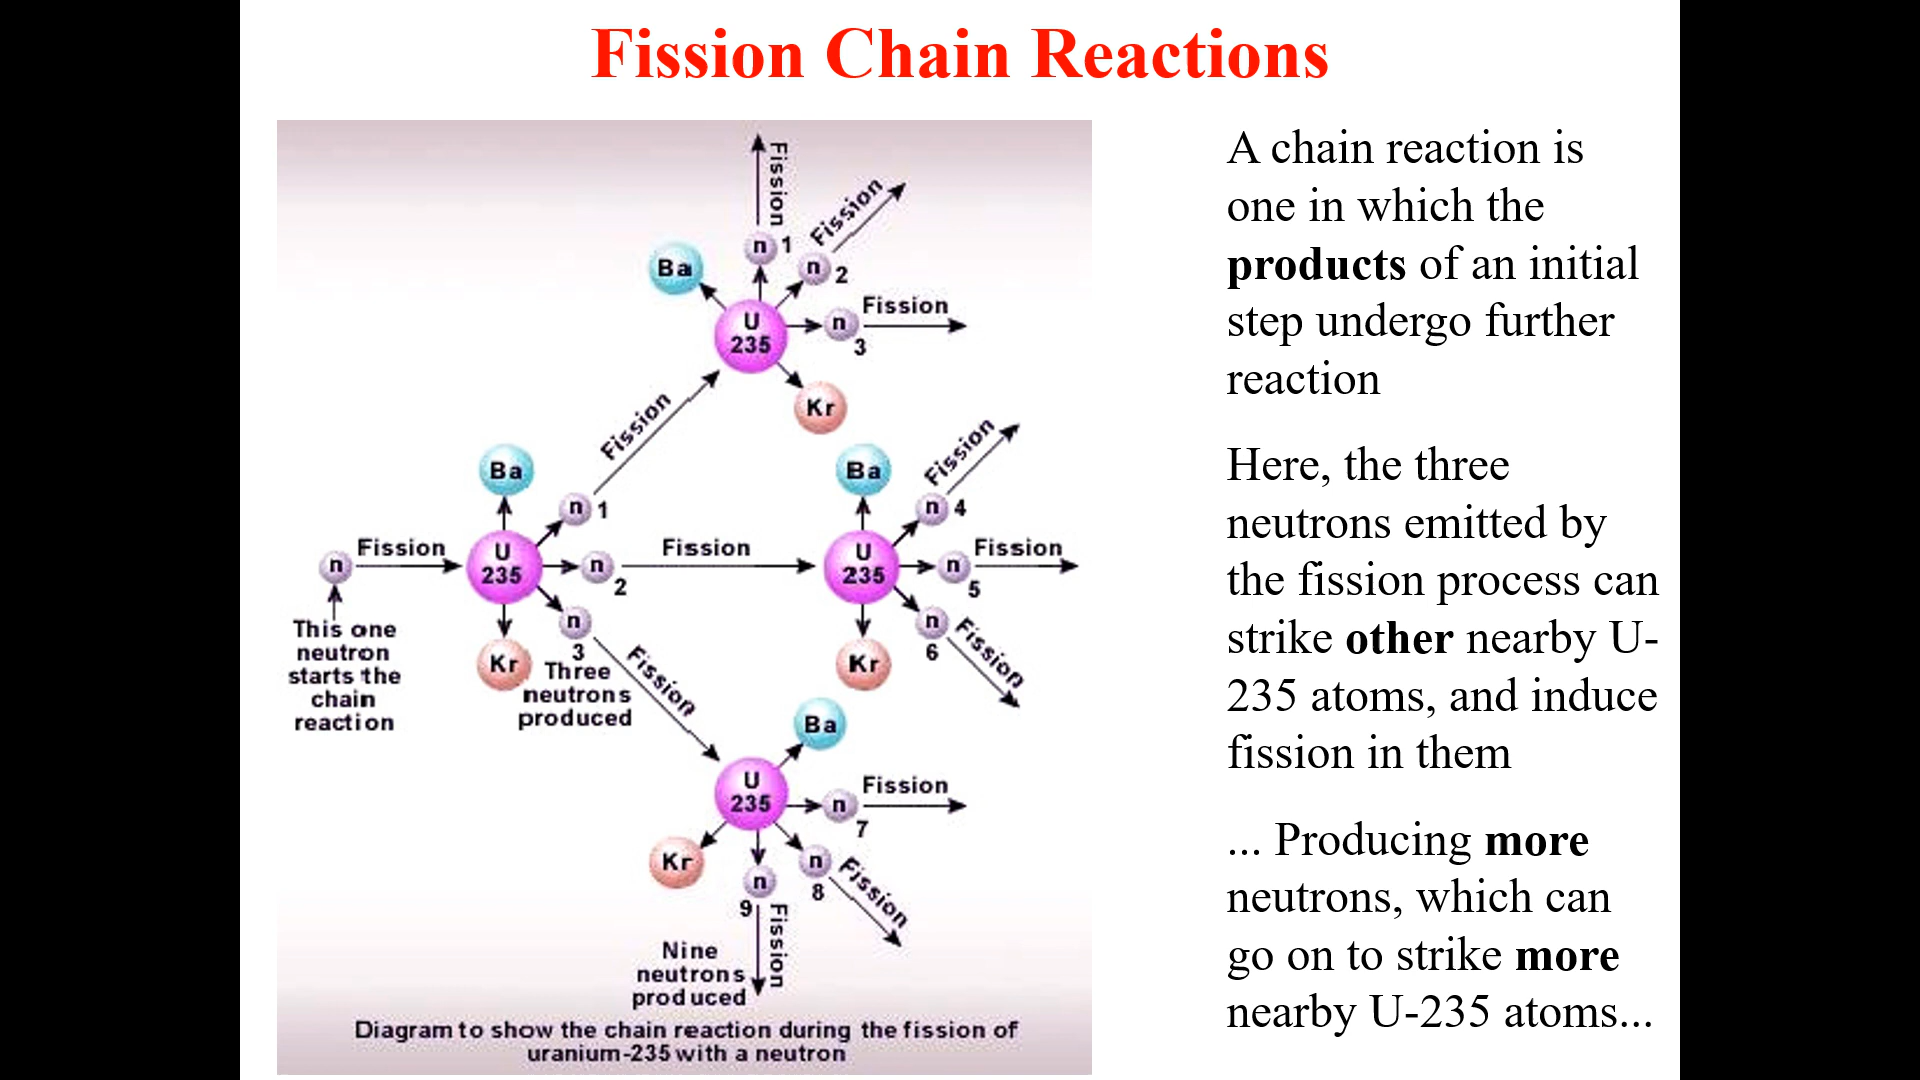 Fission Chain Reactions
Fission
Fission
n 1
n 2
Ba
Fission
U
235
n
3
Kr
Fission
Ba
n 1
Fission
n
U
235
n
2
Fission
This one
neutron
starts the
chain
reaction
Kr
n
3
Three
neutrons
produced
Fission
Fission
Ba
n 4
U
235
n
5
Fission
n
6
Fission
Kr
Ba
U
235
n
7
Fission
Kr
n
8
Fission
n
9
Fission
Nine
neutrons
produced
Diagram to show the chain reaction during the fission of
uranium-235 with a neutron
A chain reaction is
one in which the
products of an initial
step undergo further
reaction
Here, the three
neutrons emitted by
the fission process can
strike other nearby U-
235 atoms, and induce
fission in them
... Producing more
neutrons, which can
go on to strike more
nearby U-235 atoms...